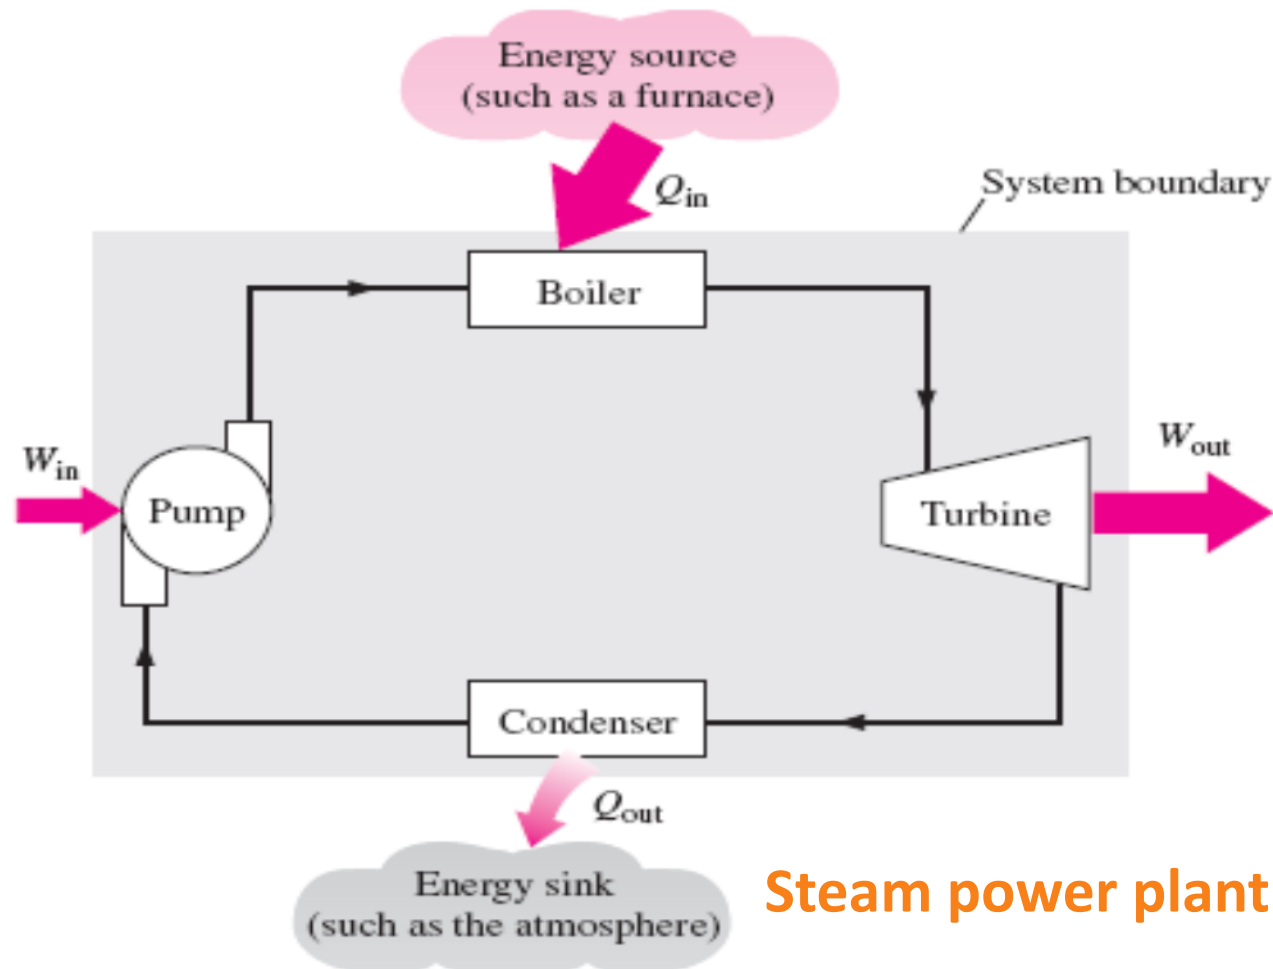 Energy source
(such as a furnace)
Qin
System boundary
Boiler
Win
Pump
Turbine
Wout
Condenser
Qout
Energy sink
(such as the atmosphere)
Steam power plant